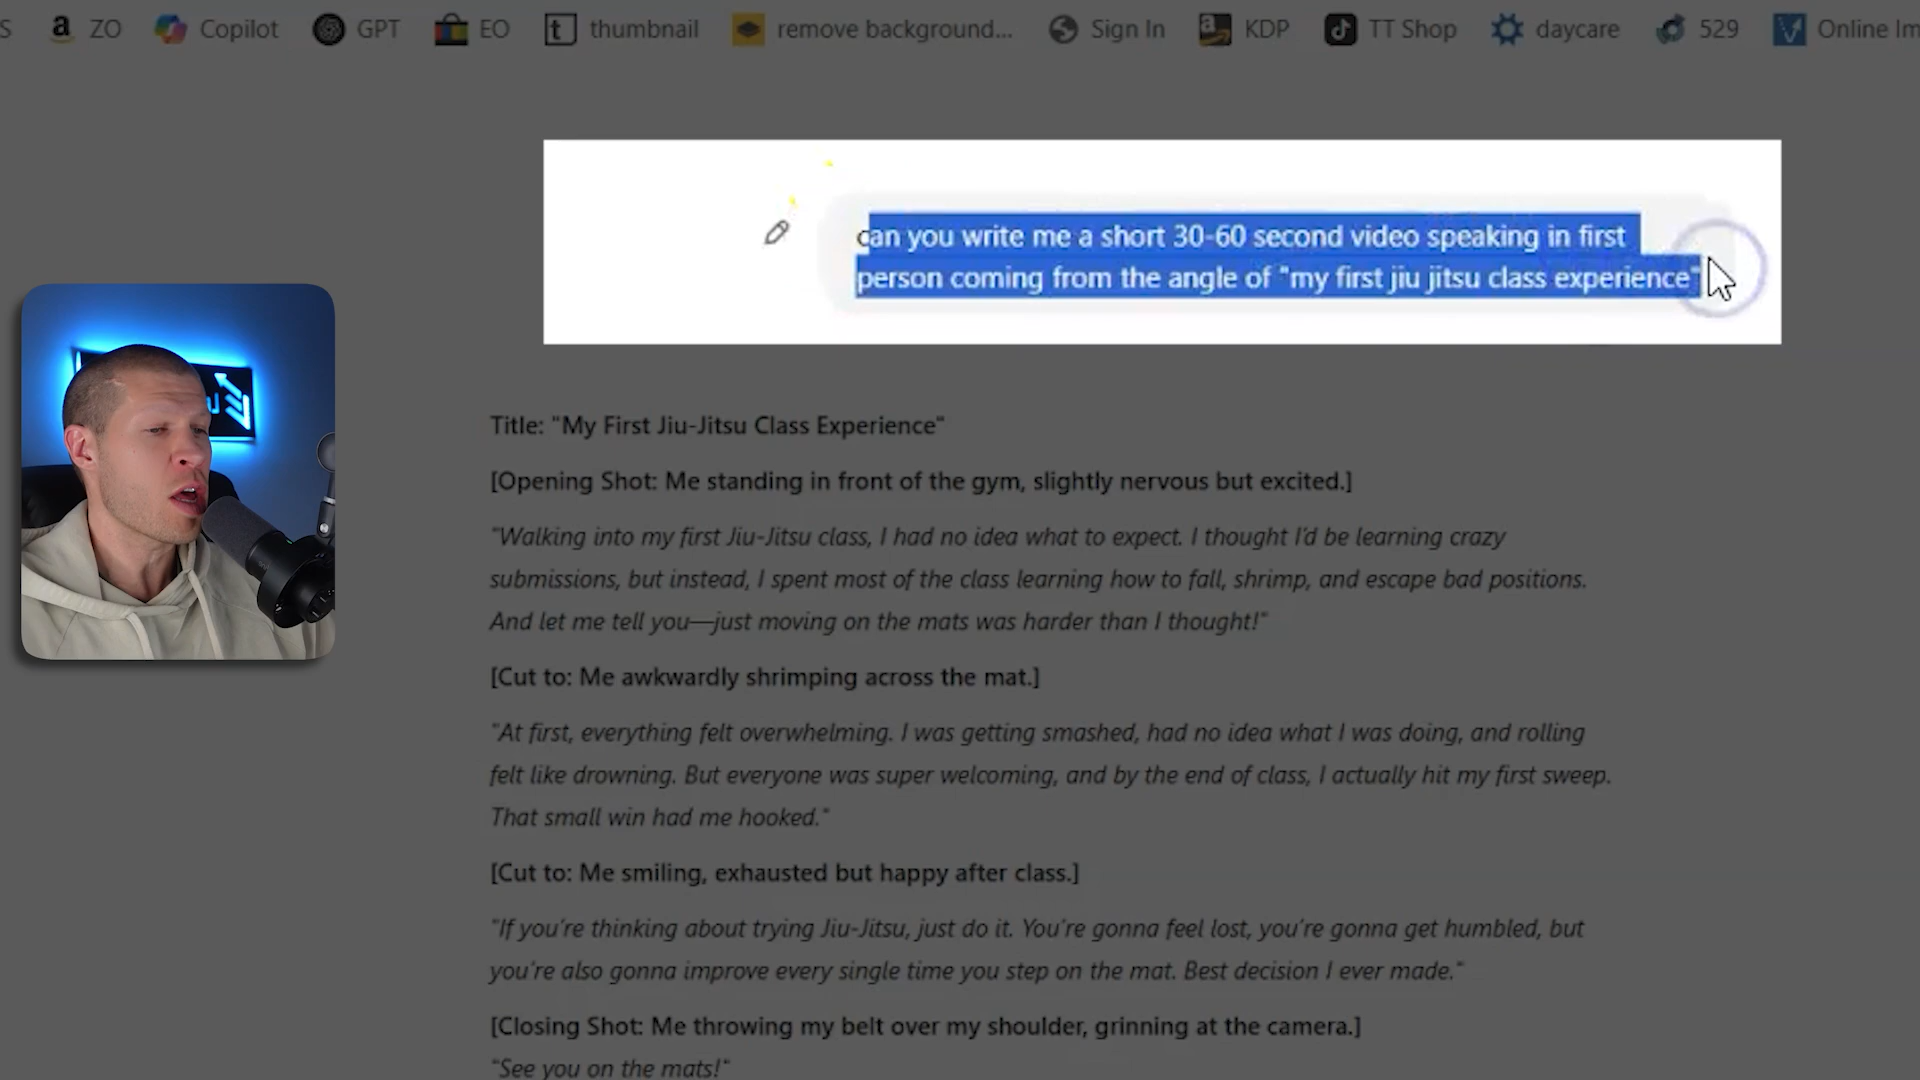 S ZO Copilot GPT EO thumbnail remove background... Sign In KDP TT Shop daycare 529 Online Im
can you write me a short 30-60 second video speaking in first
person coming from the angle of "my first jiu jitsu class experience"
Title: "My First Jiu-Jitsu Class Experience"
[Opening Shot: Me standing in front of the gym, slightly nervous but excited.]
"Walking into my first Jiu-Jitsu class, I had no idea what to expect. I thought I'd be learning crazy
submissions, but instead, I spent most of the class learning how to fall, shrimp, and escape bad positions.
And let me tell you—just moving on the mats was harder than I thought!"
[Cut to: Me awkwardly shrimping across the mat.]
"At first, everything felt overwhelming. I was getting smashed, had no idea what I was doing, and rolling
felt like drowning. But everyone was super welcoming, and by the end of class, I actually hit my first sweep.
That small win had me hooked."
[Cut to: Me smiling, exhausted but happy after class.]
"If you're thinking about trying Jiu-Jitsu, just do it. You're gonna feel lost, you're gonna get humbled, but
you're also gonna improve every single time you step on the mat. Best decision I ever made."
[Closing Shot: Me throwing my belt over my shoulder, grinning at the camera.]
"See you on the mats!"